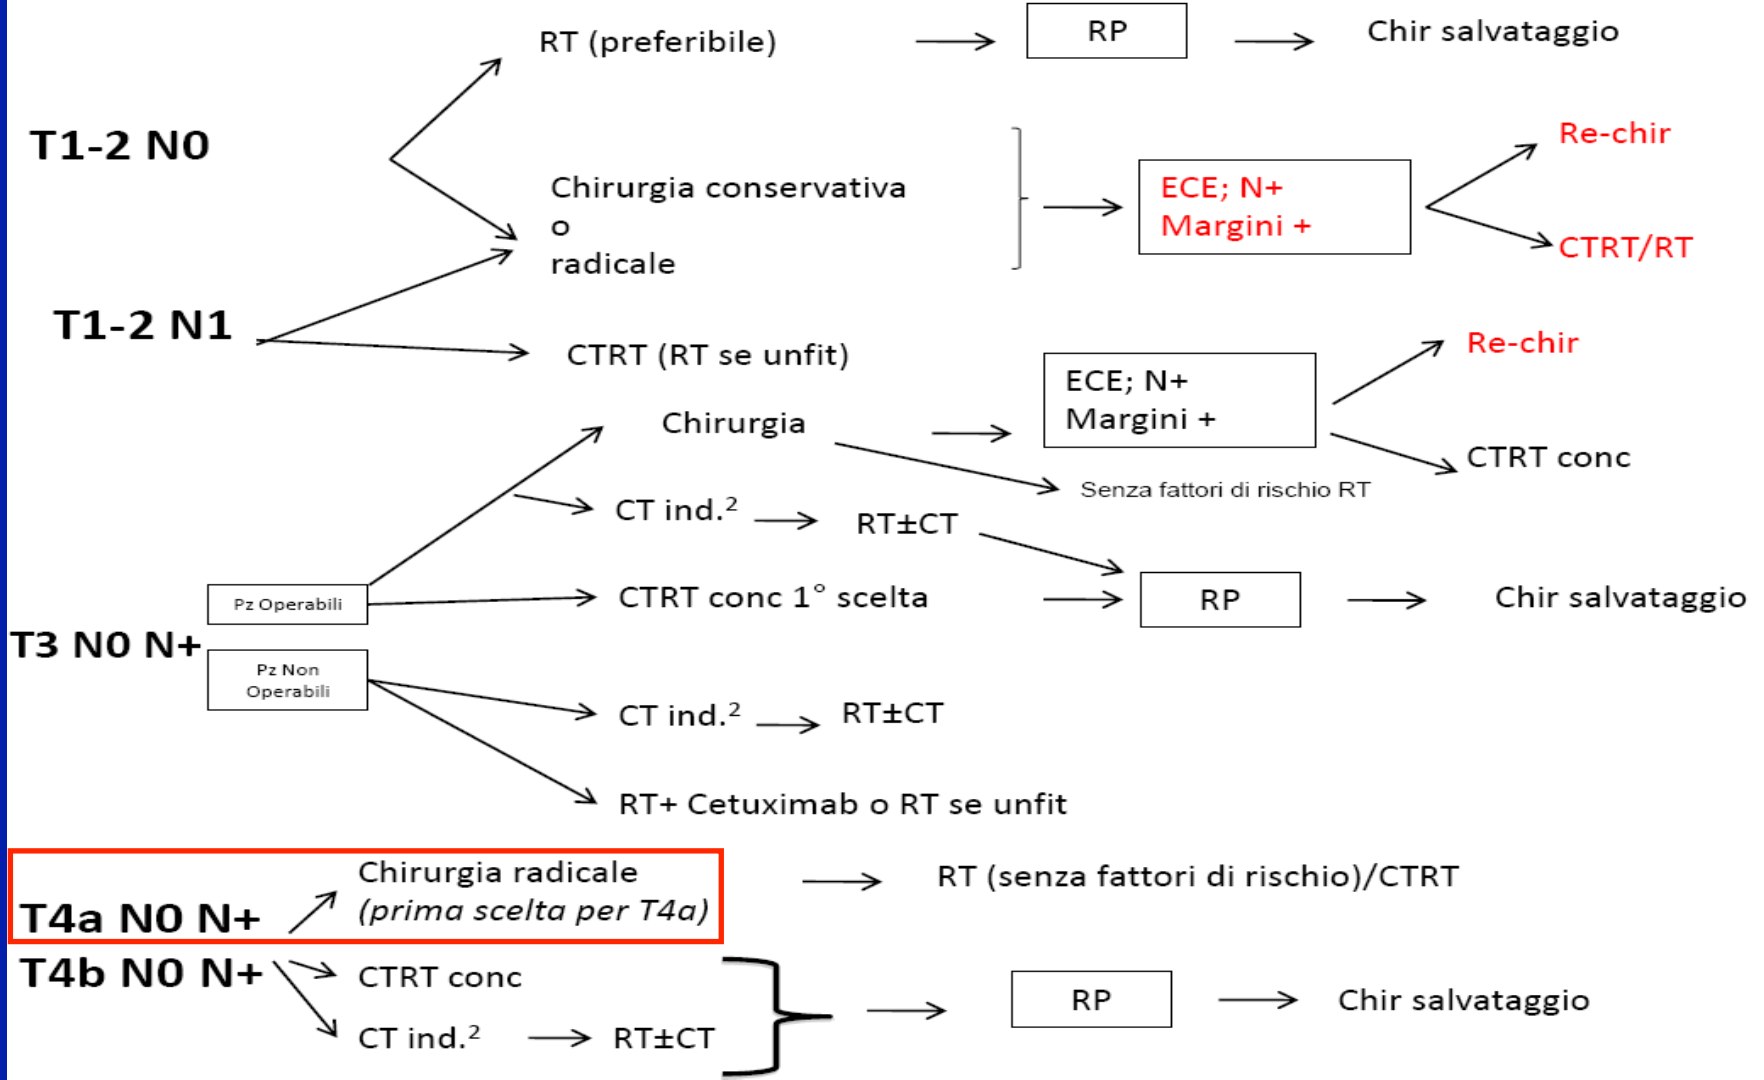 RT (preferibile)
RP
Chir salvataggio
T1-2 N0
Chirurgia conservativa
o
radicale
ECE; N+
Margini +
Re-chir
CTRT/RT
T1-2 N1
CTRT (RT se unfit)
Chirurgia
ECE; N+
Margini +
Re-chir
CTRT conc
Senza fattori di rischio RT
CT ind.²
RT±CT
Pz Operabili
CTRT conc 1° scelta
RP
Chir salvataggio
T3 N0 N+
Pz Non
Operabili
CT ind.²
RT±CT
RT+ Cetuximab o RT se unfit
T4a N0 N+
Chirurgia radicale
(prima scelta per T4a)
RT (senza fattori di rischio)/CTRT
T4b N0 N+
CTRT conc
CT ind.²
RT±CT
RP
Chir salvataggio